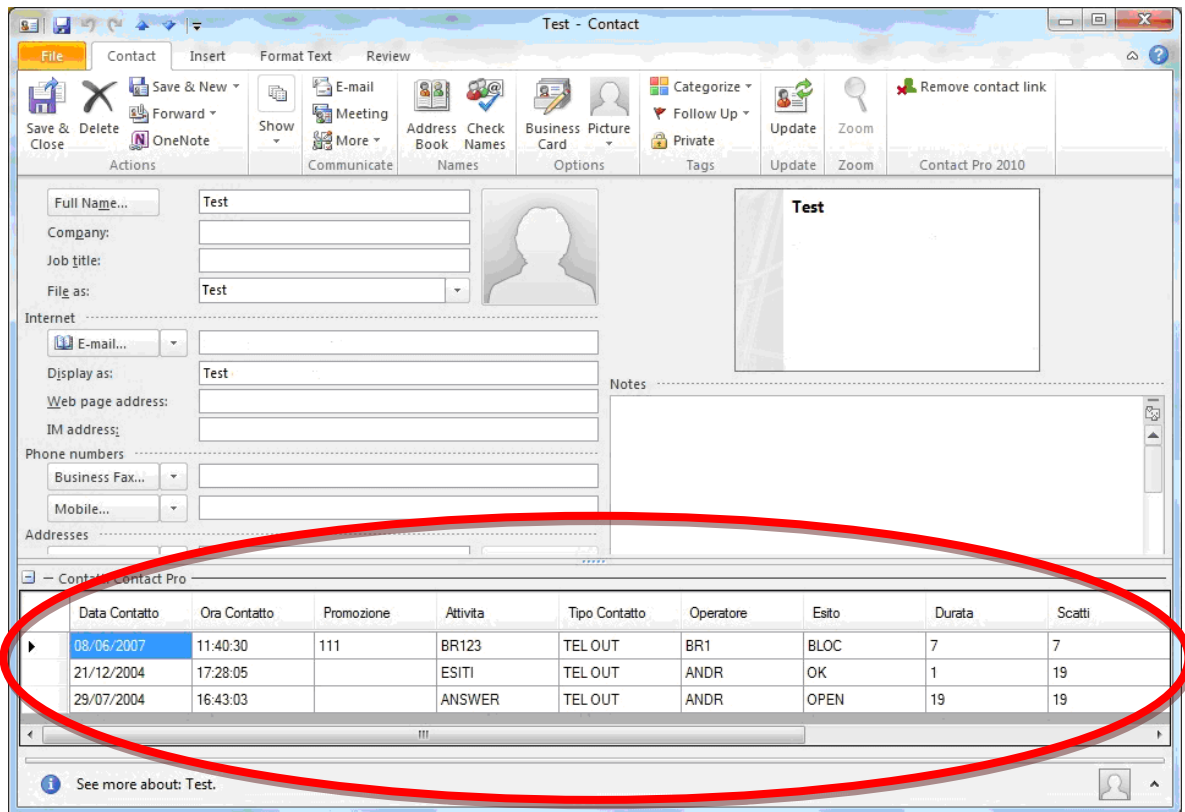 Test - Contact
File Contact Insert Format Text Review
Save & Close
Delete
Save & New
Forward
OneNote
Actions
Show
E-mail
Meeting
More
Communicate
Address Book
Check Names
Names
Business Card
Picture
Options
Categorize
Follow Up
Private
Tags
Update
Update
Zoom
Zoom
Remove contact link
Contact Pro 2010
Full Name... Test
Company:
Job title:
File as: Test
Internet
E-mail...
Display as: Test
Web page address:
IM address:
Phone numbers
Business Fax...
Mobile...
Addresses
Test
Notes
Contact Pro
Data Contatto Ora Contatto Promozione Attivita Tipo Contatto Operatore Esito Durata Scatti
08/06/2007 11:40:30 111 BR123 TEL OUT BR1 BLOC 7 7
21/12/2004 17:28:05 ESITI TEL OUT ANDR OK 1 19
29/07/2004 16:43:03 ANSWER TEL OUT ANDR OPEN 19 19
See more about: Test.